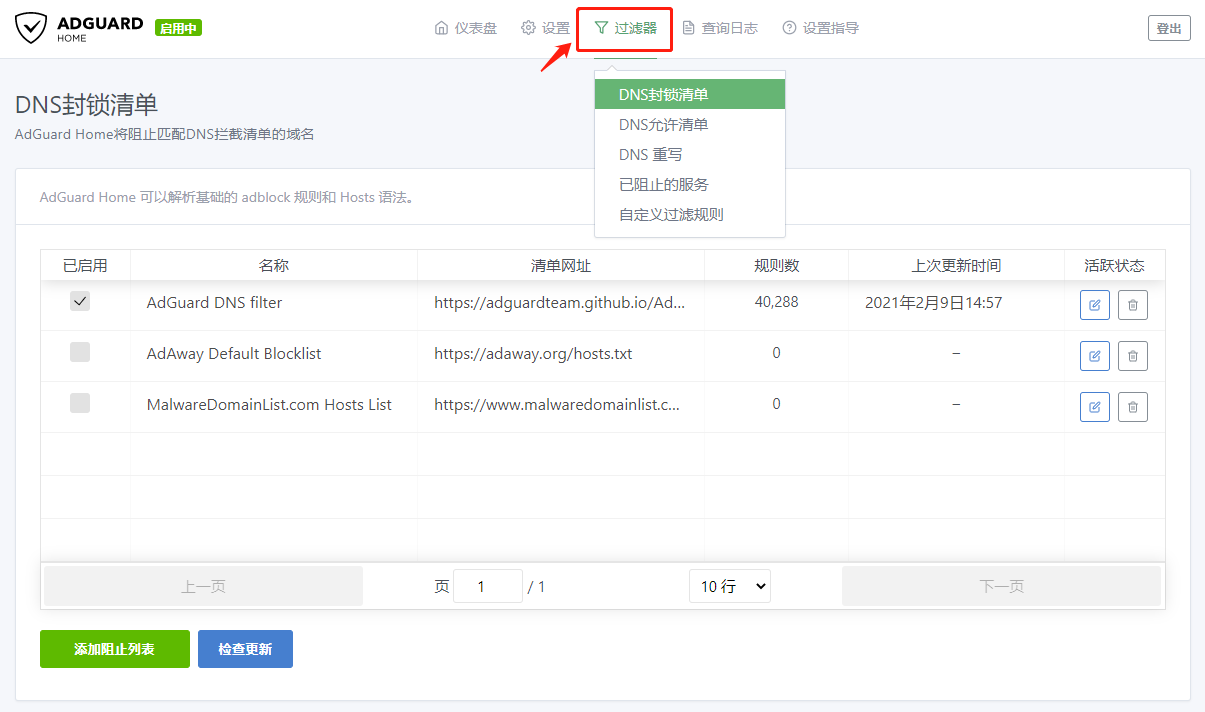 ADGUARD
HOME
启用中
仪表盘
设置
过滤器
查询日志
设置指导
登出
DNS封锁清单
DNS允许清单
DNS 重写
已阻止的服务
自定义过滤规则
DNS封锁清单
AdGuard Home将阻止匹配DNS拦截清单的域名
AdGuard Home 可以解析基础的 adblock 规则和 Hosts 语法。
已启用 名称 清单网址 规则数 上次更新时间 活跃状态
AdGuard DNS filter https://adguardteam.github.io/Ad... 40,288 2021年2月9日14:57
AdAway Default Blocklist https://adaway.org/hosts.txt 0 –
MalwareDomainList.com Hosts List https://www.malwaredomainlist.c... 0 –
上一页 页 1 / 1 10 行 下一页
添加阻止列表 检查更新